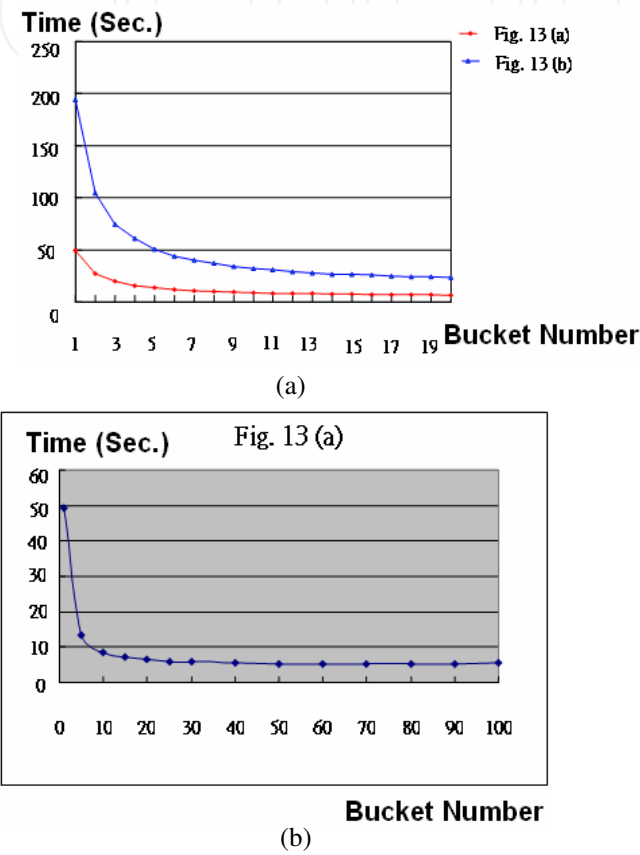 Time (Sec.)
250
200
150
100
50
0
1 3 5 7 9 11 13 15 17 19
Bucket Number
Fig. 13 (a)
Fig. 13 (b)
(a)
Time (Sec.)
Fig. 13 (a)
60
50
40
30
20
10
0
0 10 20 30 40 50 60 70 80 90 100
Bucket Number
(b)